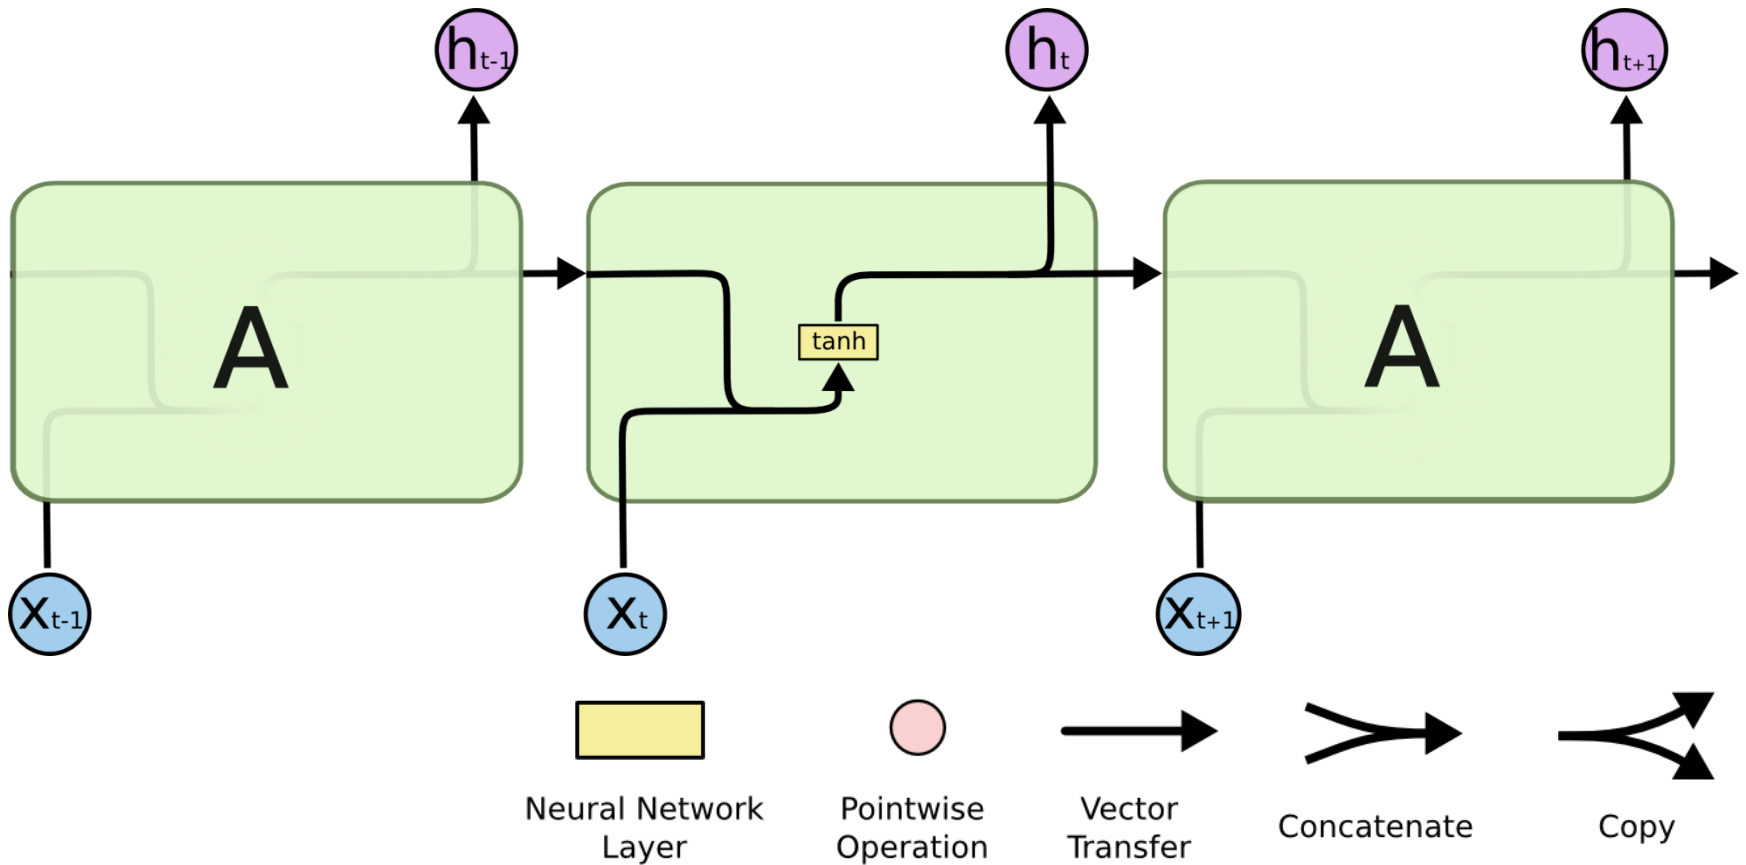 ht-1
ht
ht+1
A
tanh
A
xt-1
xt
xt+1
Neural Network
Layer
Pointwise
Operation
Vector
Transfer
Concatenate
Copy